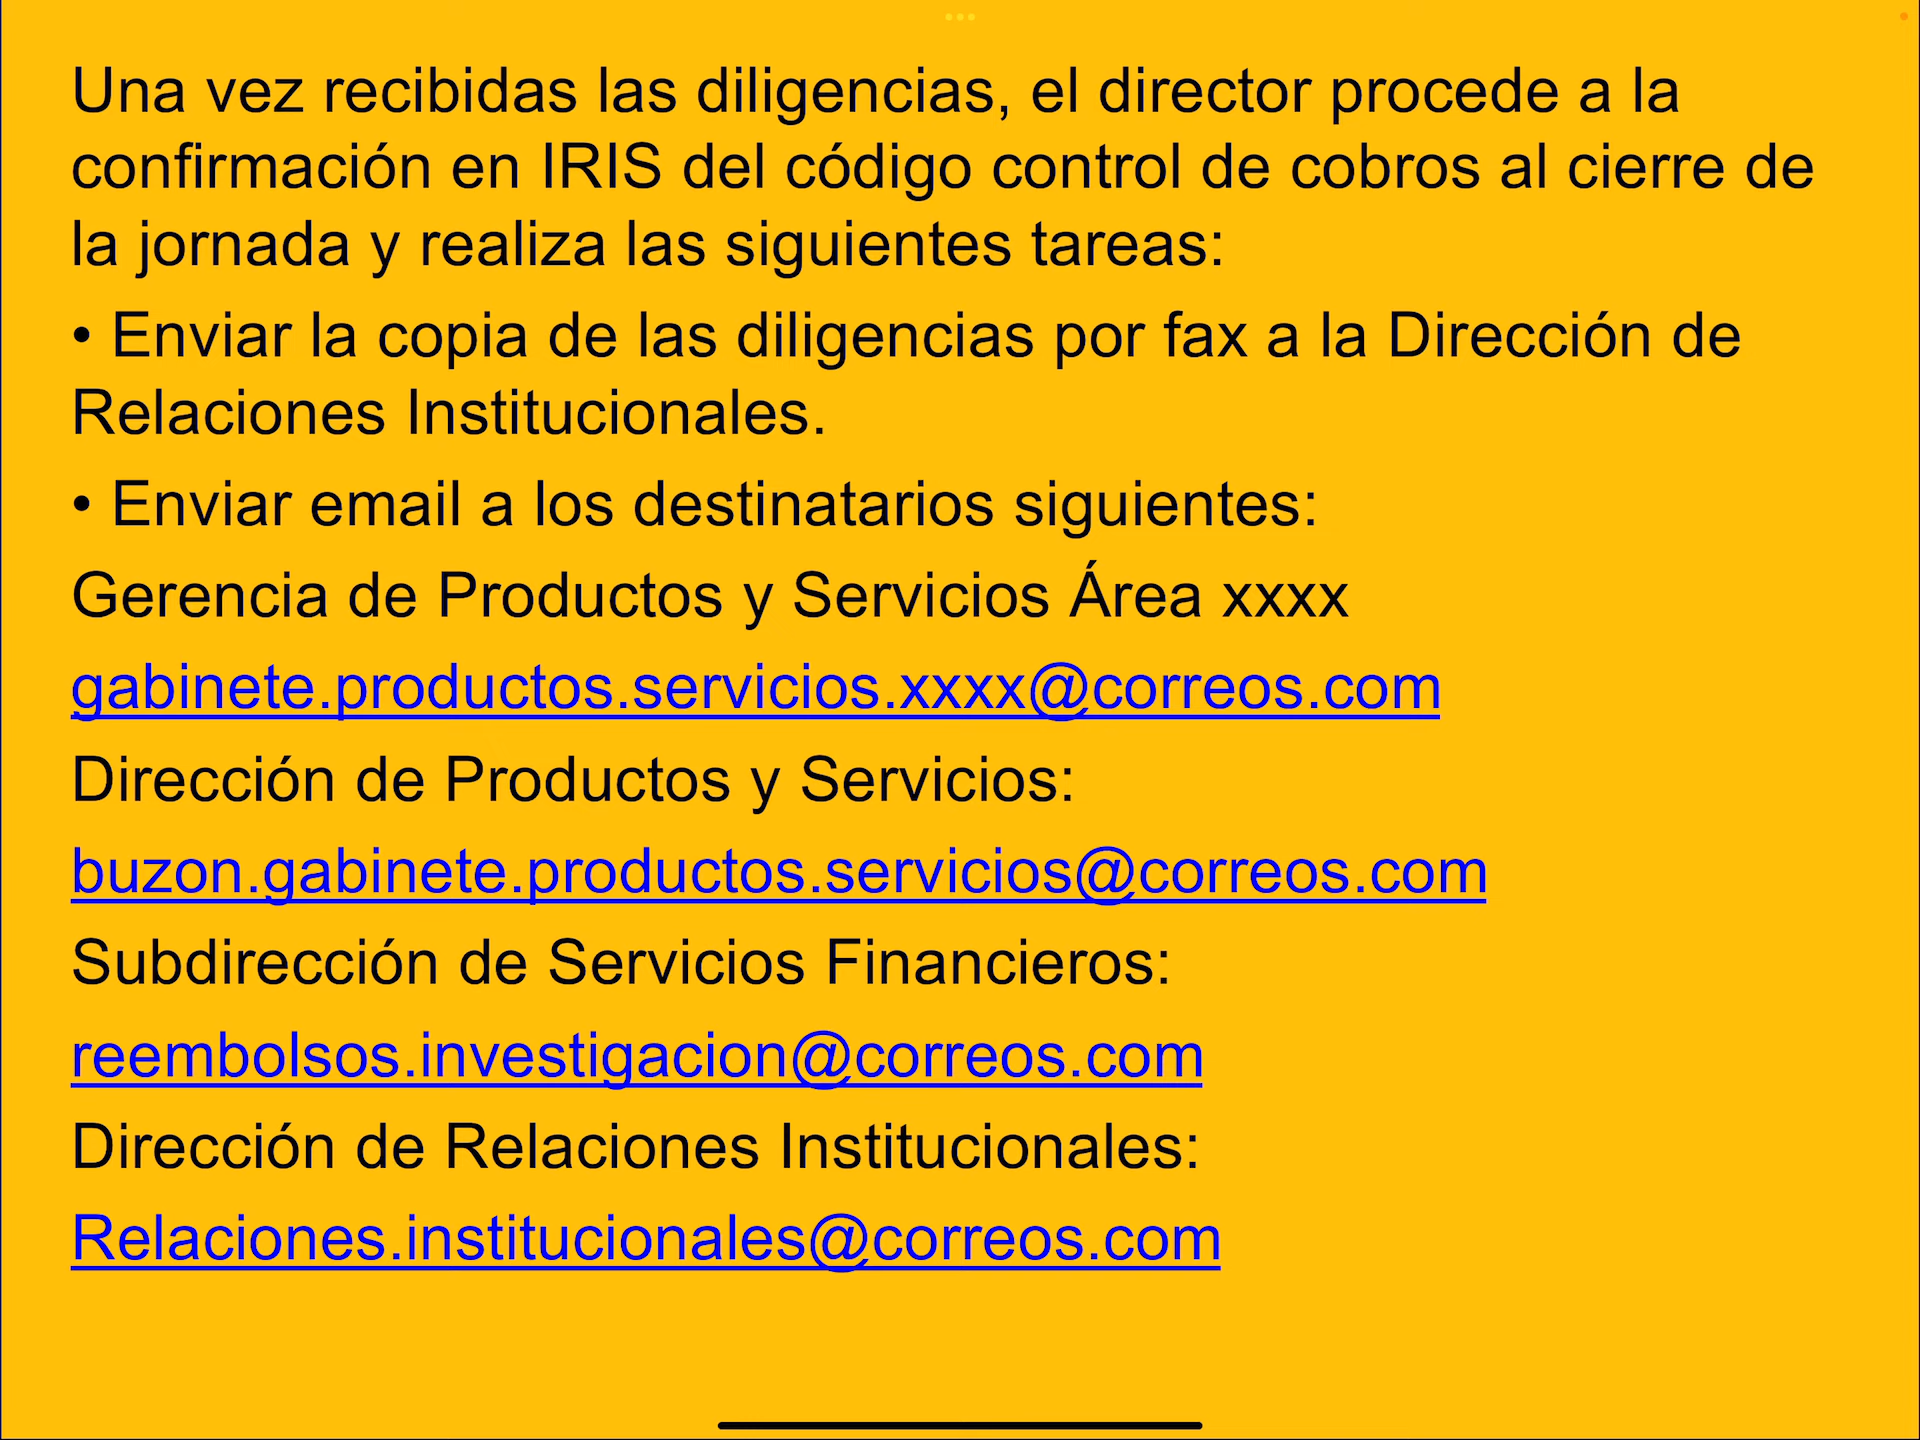 Una vez recibidas las diligencias, el director procede a la
confirmación en IRIS del código control de cobros al cierre de
la jornada y realiza las siguientes tareas:
• Enviar la copia de las diligencias por fax a la Dirección de
Relaciones Institucionales.
• Enviar email a los destinatarios siguientes:
Gerencia de Productos y Servicios Área xxxx
gabinete.productos.servicios.xxxx@correos.com
Dirección de Productos y Servicios:
buzon.gabinete.productos.servicios@correos.com
Subdirección de Servicios Financieros:
reembolsos.investigacion@correos.com
Dirección de Relaciones Institucionales:
Relaciones.institucionales@correos.com